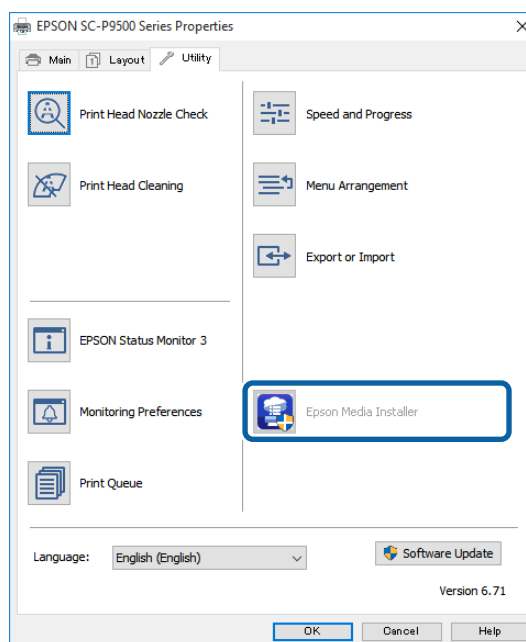 EPSON SC-P9500 Series Properties
Main
Layout
Utility
Print Head Nozzle Check
Speed and Progress
Print Head Cleaning
Menu Arrangement
Export or Import
EPSON Status Monitor 3
Monitoring Preferences
Epson Media Installer
Print Queue
Language:
English (English)
Software Update
Version 6.71
OK
Cancel
Help